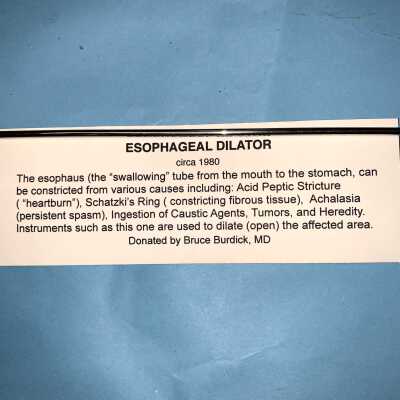 ESOPHAGEAL DILATOR
circa 1980
The esophaus (the "swallowing" tube from the mouth to the stomach, can
be constricted from various causes including: Acid Peptic Stricture
( "heartburn"), Schatzki's Ring ( constricting fibrous tissue), Achalasia
(persistent spasm), Ingestion of Caustic Agents, Tumors, and Heredity.
Instruments such as this one are used to dilate (open) the affected area.
Donated by Bruce Burdick, MD